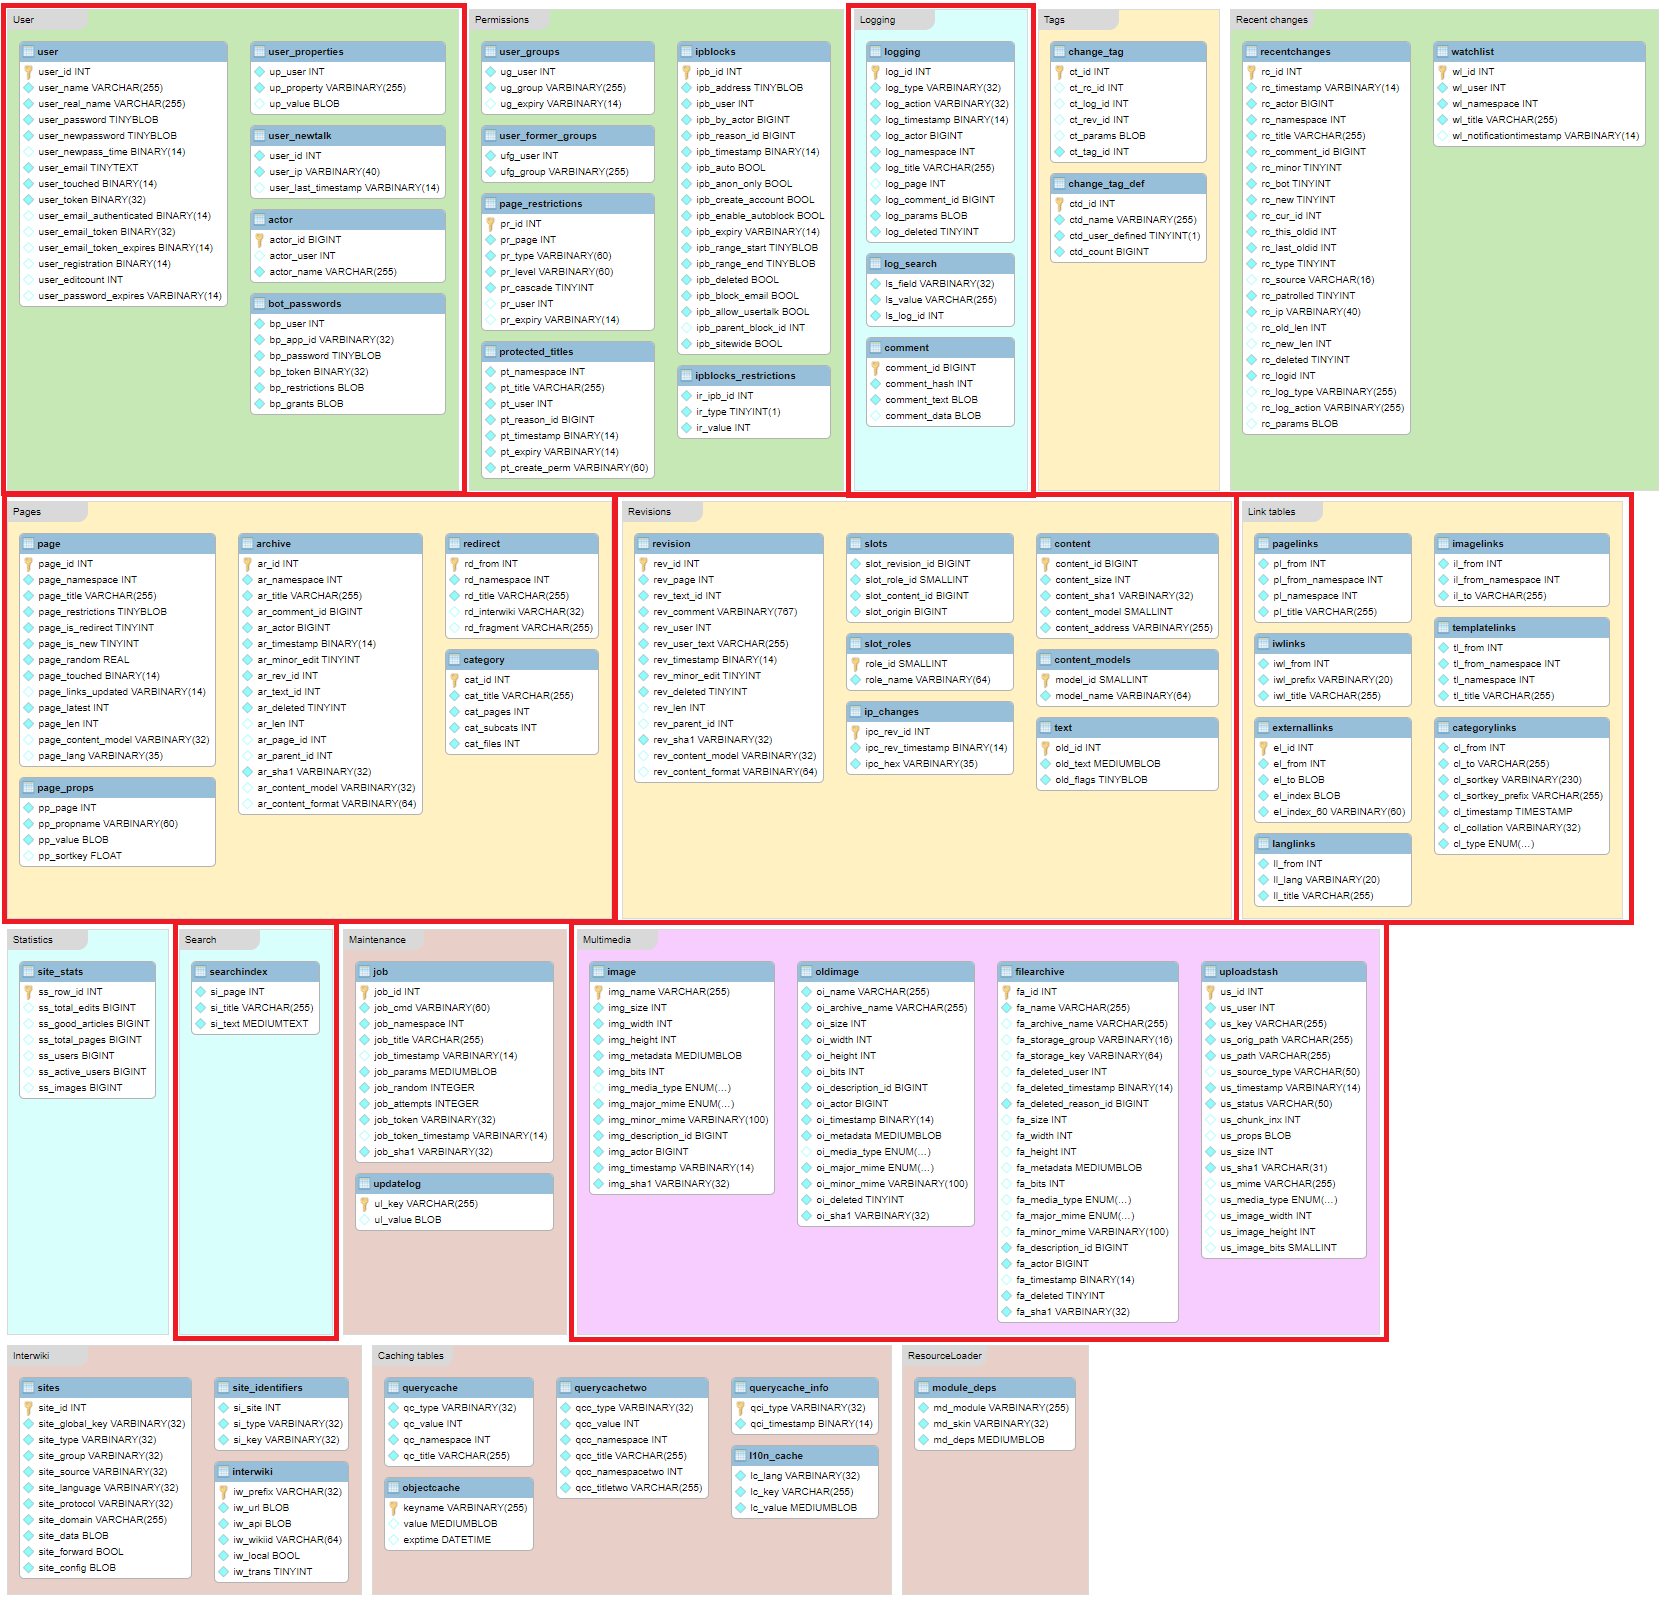 User
user
user_id INT
user_name VARCHAR(255)
user_real_name VARCHAR(255)
user_password TINYBLOB
user_newpassword TINYBLOB
user_newpass_time BINARY(14)
user_email TINYTEXT
user_touched BINARY(14)
user_token BINARY(32)
user_email_authenticated BINARY(14)
user_email_token BINARY(32)
user_email_token_expires BINARY(14)
user_registration BINARY(14)
user_editcount INT
user_password_expires VARBINARY(14)
user_properties
up_user INT
up_property VARBINARY(255)
up_value BLOB
user_newtalk
user_id INT
user_ip VARBINARY(40)
user_last_timestamp VARBINARY(14)
actor
actor_id BIGINT
actor_user INT
actor_name VARCHAR(255)
bot_passwords
bp_user INT
bp_app_id VARBINARY(32)
bp_password TINYBLOB
bp_token BINARY(32)
bp_restrictions BLOB
bp_grants BLOB
Permissions
user_groups
ug_user INT
ug_group VARBINARY(255)
ug_expiry VARBINARY(14)
user_former_groups
ufg_user INT
ufg_group VARBINARY(255)
page_restrictions
pr_id INT
pr_page INT
pr_type VARBINARY(60)
pr_level VARBINARY(60)
pr_cascade TINYINT
pr_user INT
pr_expiry VARBINARY(14)
protected_titles
pt_namespace INT
pt_title VARCHAR(255)
pt_user INT
pt_reason_id BIGINT
pt_timestamp BINARY(14)
pt_expiry VARBINARY(14)
pt_create_perm VARBINARY(60)
ipblocks
ipb_id INT
ipb_address TINYBLOB
ipb_user INT
ipb_by_actor BIGINT
ipb_reason_id BIGINT
ipb_timestamp BINARY(14)
ipb_auto BOOL
ipb_anon_only BOOL
ipb_create_account BOOL
ipb_enable_autoblock BOOL
ipb_expiry VARBINARY(14)
ipb_range_start TINYBLOB
ipb_range_end TINYBLOB
ipb_deleted BOOL
ipb_block_email BOOL
ipb_allow_usertalk BOOL
ipb_parent_block_id INT
ipb_sitewide BOOL
ipblocks_restrictions
ir_ipb_id INT
ir_type TINYINT(1)
ir_value INT
Logging
logging
log_id INT
log_type VARBINARY(32)
log_action VARBINARY(32)
log_timestamp BINARY(14)
log_actor BIGINT
log_namespace INT
log_title VARCHAR(255)
log_page INT
log_comment_id BIGINT
log_params BLOB
log_deleted TINYINT
log_search
ls_field VARBINARY(32)
ls_value VARCHAR(255)
ls_log_id INT
comment
comment_id BIGINT
comment_hash INT
comment_text BLOB
comment_data BLOB
Tags
change_tag
ct_id INT
ct_rc_id INT
ct_log_id INT
ct_rev_id INT
ct_params BLOB
ct_tag_id INT
change_tag_def
ctd_id INT
ctd_name VARBINARY(255)
ctd_user_defined TINYINT(1)
ctd_count BIGINT
Recent changes
recentchanges
rc_id INT
rc_timestamp VARBINARY(14)
rc_actor BIGINT
rc_namespace INT
rc_title VARCHAR(255)
rc_comment_id BIGINT
rc_minor TINYINT
rc_bot TINYINT
rc_new TINYINT
rc_cur_id INT
rc_this_oldid INT
rc_last_oldid INT
rc_type TINYINT
rc_source VARCHAR(16)
rc_patrolled TINYINT
rc_ip VARBINARY(40)
rc_old_len INT
rc_new_len INT
rc_deleted TINYINT
rc_logid INT
rc_log_type VARBINARY(255)
rc_log_action VARBINARY(255)
rc_params BLOB
watchlist
wl_id INT
wl_user INT
wl_namespace INT
wl_title VARCHAR(255)
wl_notificationtimestamp VARBINARY(14)
Pages
page
page_id INT
page_namespace INT
page_title VARCHAR(255)
page_restrictions TINYBLOB
page_is_redirect TINYINT
page_is_new TINYINT
page_random REAL
page_touched BINARY(14)
page_links_updated VARBINARY(14)
page_latest INT
page_len INT
page_content_model VARBINARY(32)
page_lang VARBINARY(35)
page_props
pp_page INT
pp_propname VARBINARY(60)
pp_value BLOB
pp_sortkey FLOAT
archive
ar_id INT
ar_namespace INT
ar_title VARCHAR(255)
ar_comment_id BIGINT
ar_actor BIGINT
ar_timestamp BINARY(14)
ar_minor_edit TINYINT
ar_rev_id INT
ar_text_id INT
ar_deleted TINYINT
ar_len INT
ar_page_id INT
ar_parent_id INT
ar_sha1 VARBINARY(32)
ar_content_model VARBINARY(32)
ar_content_format VARBINARY(64)
redirect
rd_from INT
rd_namespace INT
rd_title VARCHAR(255)
rd_interwiki VARCHAR(32)
rd_fragment VARCHAR(255)
category
cat_id INT
cat_title VARCHAR(255)
cat_pages INT
cat_subcats INT
cat_files INT
Revisions
revision
rev_id INT
rev_page INT
rev_text_id INT
rev_comment VARBINARY(767)
rev_user INT
rev_user_text VARCHAR(255)
rev_timestamp BINARY(14)
rev_minor_edit TINYINT
rev_deleted TINYINT
rev_len INT
rev_parent_id INT
rev_sha1 VARBINARY(32)
rev_content_model VARBINARY(32)
rev_content_format VARBINARY(64)
slots
slot_revision_id BIGINT
slot_role_id SMALLINT
slot_content_id BIGINT
slot_origin BIGINT
slot_roles
role_id SMALLINT
role_name VARBINARY(64)
ip_changes
ipc_rev_id INT
ipc_rev_timestamp BINARY(14)
ipc_hex VARBINARY(35)
content
content_id BIGINT
content_size INT
content_sha1 VARBINARY(32)
content_model SMALLINT
content_address VARBINARY(255)
content_models
model_id SMALLINT
model_name VARBINARY(64)
text
old_id INT
old_text MEDIUMBLOB
old_flags TINYBLOB
Link tables
pagelinks
pl_from INT
pl_from_namespace INT
pl_namespace INT
pl_title VARCHAR(255)
iwlinks
iwl_from INT
iwl_prefix VARBINARY(20)
iwl_title VARCHAR(255)
externallinks
el_id INT
el_from INT
el_to BLOB
el_index BLOB
el_index_60 VARBINARY(60)
langlinks
ll_from INT
ll_lang VARBINARY(20)
ll_title VARCHAR(255)
imagelinks
il_from INT
il_from_namespace INT
il_to VARCHAR(255)
templatelinks
tl_from INT
tl_from_namespace INT
tl_namespace INT
tl_title VARCHAR(255)
categorylinks
cl_from INT
cl_to VARCHAR(255)
cl_sortkey VARBINARY(230)
cl_sortkey_prefix VARCHAR(255)
cl_timestamp TIMESTAMP
cl_collation VARBINARY(32)
cl_type ENUM(...)
Statistics
site_stats
ss_row_id INT
ss_total_edits BIGINT
ss_good_articles BIGINT
ss_total_pages BIGINT
ss_users BIGINT
ss_active_users BIGINT
ss_images BIGINT
Search
searchindex
si_page INT
si_title VARCHAR(255)
si_text MEDIUMTEXT
Maintenance
job
job_id INT
job_cmd VARBINARY(60)
job_namespace INT
job_title VARCHAR(255)
job_timestamp VARBINARY(14)
job_params MEDIUMBLOB
job_random INTEGER
job_attempts INTEGER
job_token VARBINARY(32)
job_token_timestamp VARBINARY(14)
job_sha1 VARBINARY(32)
updatelog
ul_key VARCHAR(255)
ul_value BLOB
Multimedia
image
img_name VARCHAR(255)
img_size INT
img_width INT
img_height INT
img_metadata MEDIUMBLOB
img_bits INT
img_media_type ENUM(...)
img_major_mime ENUM(...)
img_minor_mime VARBINARY(100)
img_description_id BIGINT
img_actor BIGINT
img_timestamp VARBINARY(14)
img_sha1 VARBINARY(32)
oldimage
oi_name VARCHAR(255)
oi_archive_name VARCHAR(255)
oi_size INT
oi_width INT
oi_height INT
oi_bits INT
oi_description_id BIGINT
oi_actor BIGINT
oi_timestamp BINARY(14)
oi_metadata MEDIUMBLOB
oi_media_type ENUM(...)
oi_major_mime ENUM(...)
oi_minor_mime VARBINARY(100)
oi_deleted TINYINT
oi_sha1 VARBINARY(32)
filearchive
fa_id INT
fa_name VARCHAR(255)
fa_archive_name VARCHAR(255)
fa_storage_group VARBINARY(16)
fa_storage_key VARBINARY(64)
fa_deleted_user INT
fa_deleted_timestamp BINARY(14)
fa_deleted_reason_id BIGINT
fa_size INT
fa_width INT
fa_height INT
fa_metadata MEDIUMBLOB
fa_bits INT
fa_media_type ENUM(...)
fa_major_mime ENUM(...)
fa_minor_mime VARBINARY(100)
fa_description_id BIGINT
fa_actor BIGINT
fa_timestamp BINARY(14)
fa_deleted TINYINT
fa_sha1 VARBINARY(32)
uploadstash
us_id INT
us_user INT
us_key VARCHAR(255)
us_orig_path VARCHAR(255)
us_path VARCHAR(255)
us_source_type VARCHAR(50)
us_timestamp VARBINARY(14)
us_status VARCHAR(50)
us_chunk_inx INT
us_props BLOB
us_size INT
us_sha1 VARCHAR(31)
us_mime VARCHAR(255)
us_media_type ENUM(...)
us_image_width INT
us_image_height INT
us_image_bits SMALLINT
Interwiki
sites
site_id INT
site_global_key VARBINARY(32)
site_type VARBINARY(32)
site_group VARBINARY(32)
site_source VARBINARY(32)
site_language VARBINARY(32)
site_protocol VARBINARY(32)
site_domain VARCHAR(255)
site_data BLOB
site_forward BOOL
site_config BLOB
site_identifiers
si_site INT
si_type VARBINARY(32)
si_key VARBINARY(32)
interwiki
iw_prefix VARCHAR(32)
iw_url BLOB
iw_api BLOB
iw_wikiid VARCHAR(64)
iw_local BOOL
iw_trans TINYINT
Caching tables
querycache
qc_type VARBINARY(32)
qc_value INT
qc_namespace INT
qc_title VARCHAR(255)
objectcache
keyname VARBINARY(255)
value MEDIUMBLOB
exptime DATETIME
querycachetwo
qcc_type VARBINARY(32)
qcc_value INT
qcc_namespace INT
qcc_title VARCHAR(255)
qcc_namespacetwo INT
qcc_titletwo VARCHAR(255)
querycache_info
qci_type VARBINARY(32)
qci_timestamp BINARY(14)
l10n_cache
lc_lang VARBINARY(32)
lc_key VARCHAR(255)
lc_value MEDIUMBLOB
ResourceLoader
module_deps
md_module VARBINARY(255)
md_skin VARBINARY(32)
md_deps MEDIUMBLOB